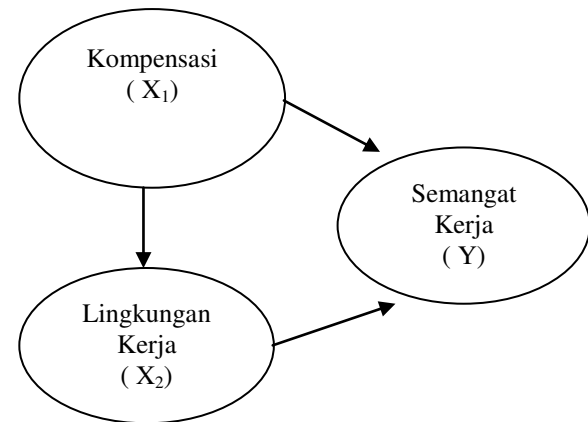 Kompensasi
( X₁)
Semangat
Kerja
( Y)
Lingkungan
Kerja
( X₂)